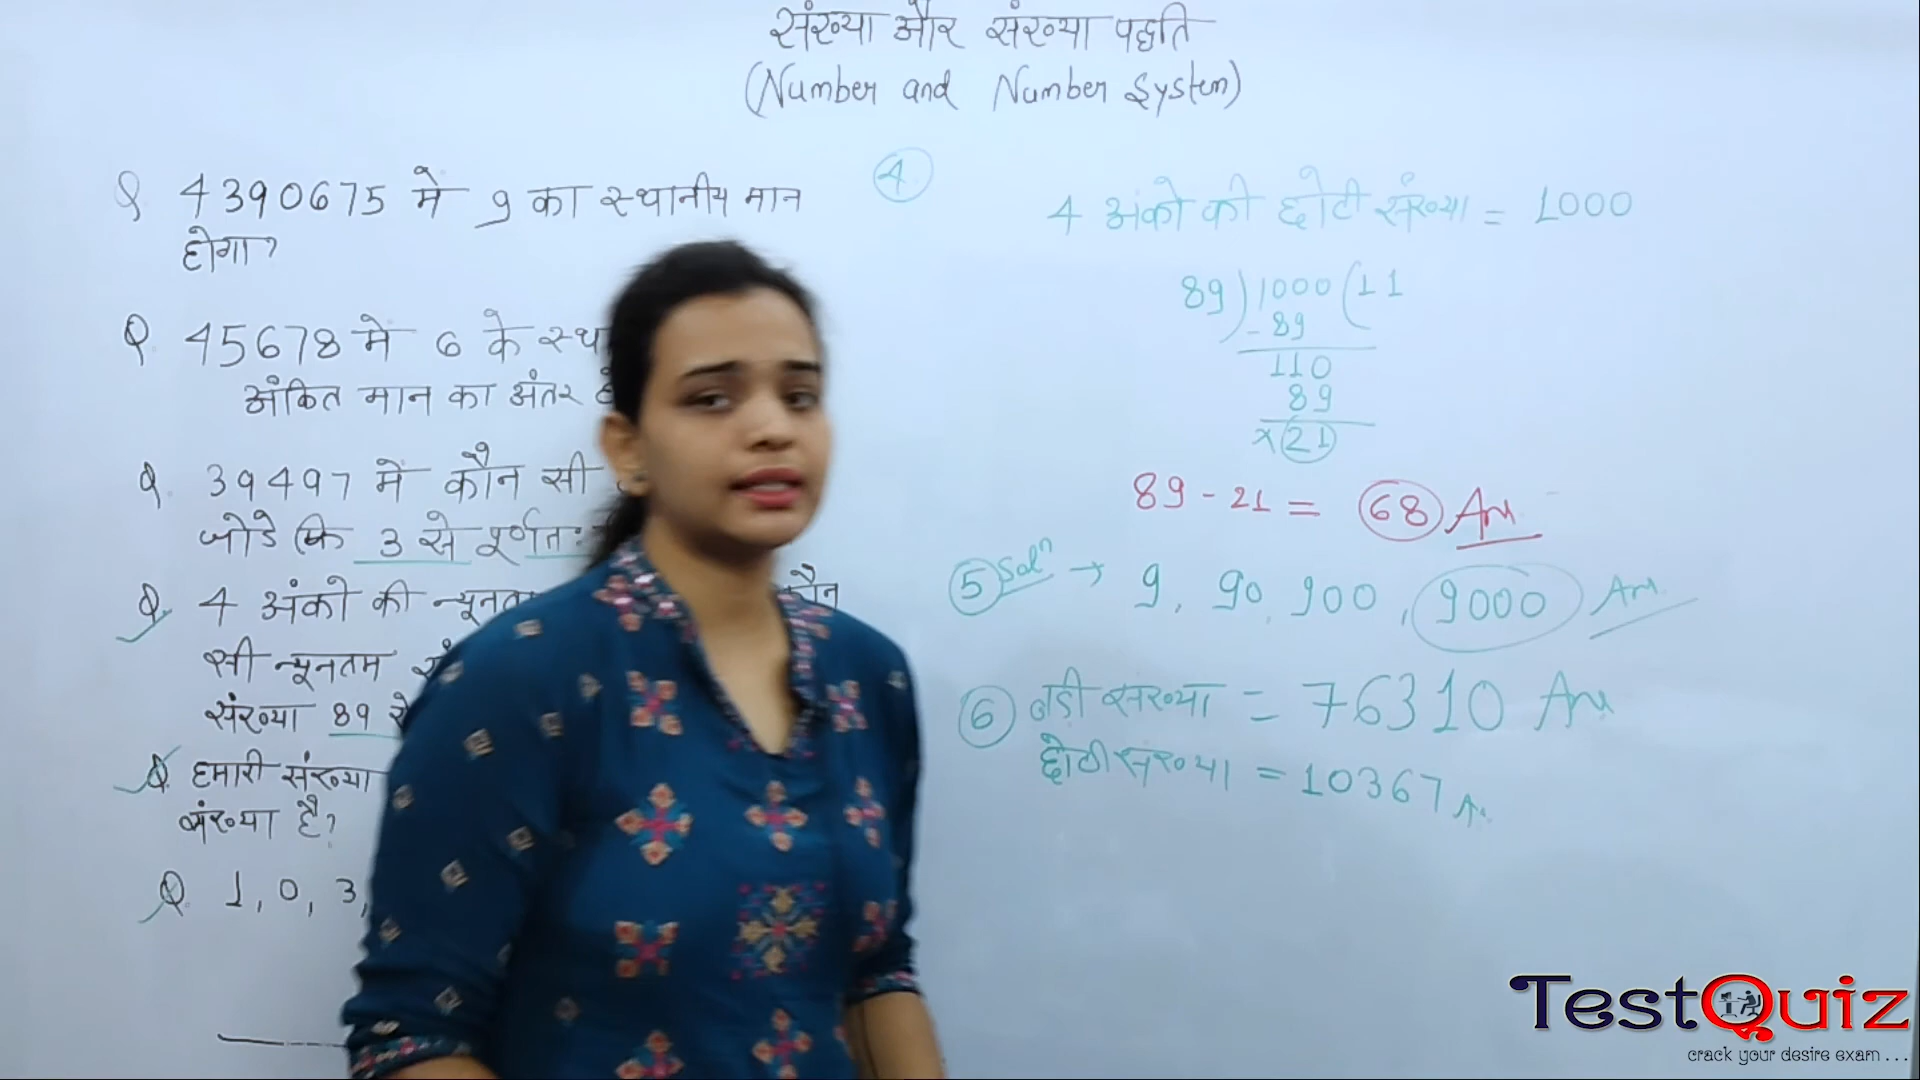 संख्या और संख्या पद्धति
(Number and Number System)
Q 4390675 मे 9 का स्थानीय मान
होगा?
Q. 45678 मे 6 के
अंकित मान का अंतर
Q. 39497 में कौन सी
जोडे कि 3 से पूर्णतः
Q. 4 अंको की
सी न्यूनतम
संख्या 89 से
Q. हमारी संख्या
संख्या है?
Q. 1, 0, 3,
4
4 अंको की छोटी संख्या = 1000
89) 1000 (11
-89
110
89
×21
89 - 21 = 68 Ans
5 Solⁿ → 9, 90, 900, 9000 Ans
6 बड़ी संख्या = 76310 Ans
छोटी संख्या = 10367 A.
TestQuiz
crack your desire exam . . .